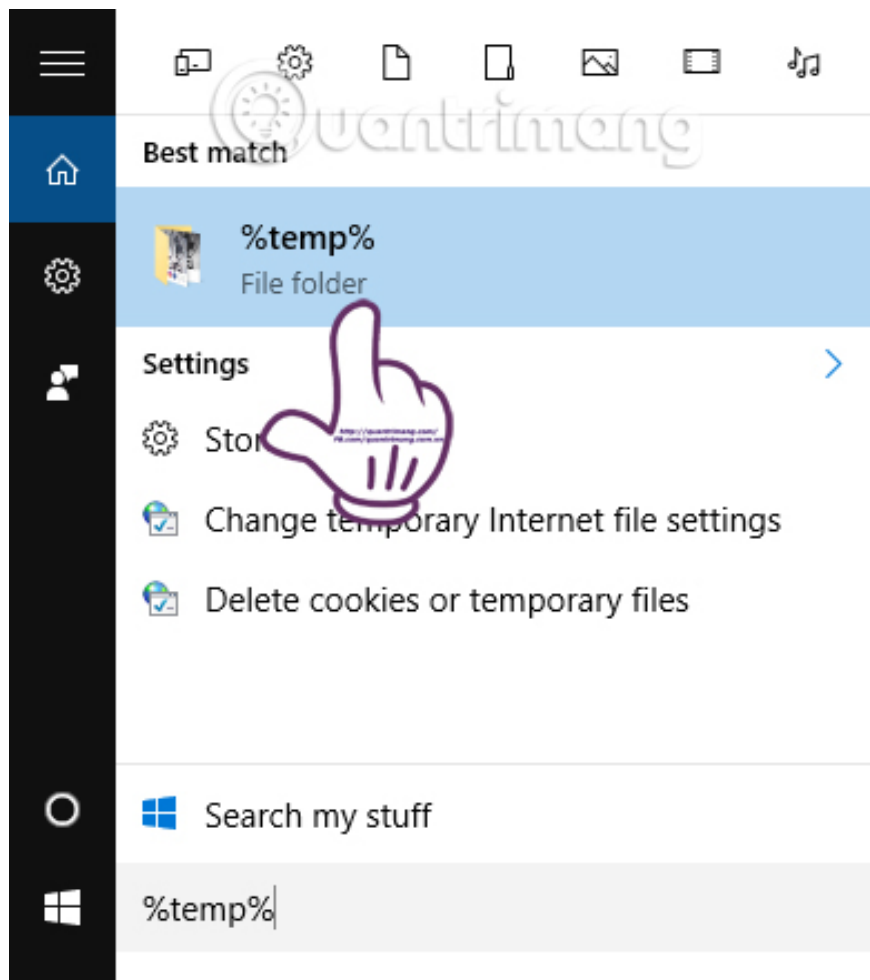 Quantrimang
Best match
%temp%
File folder
Settings
Change temporary Internet file settings
Delete cookies or temporary files
Search my stuff
%temp%